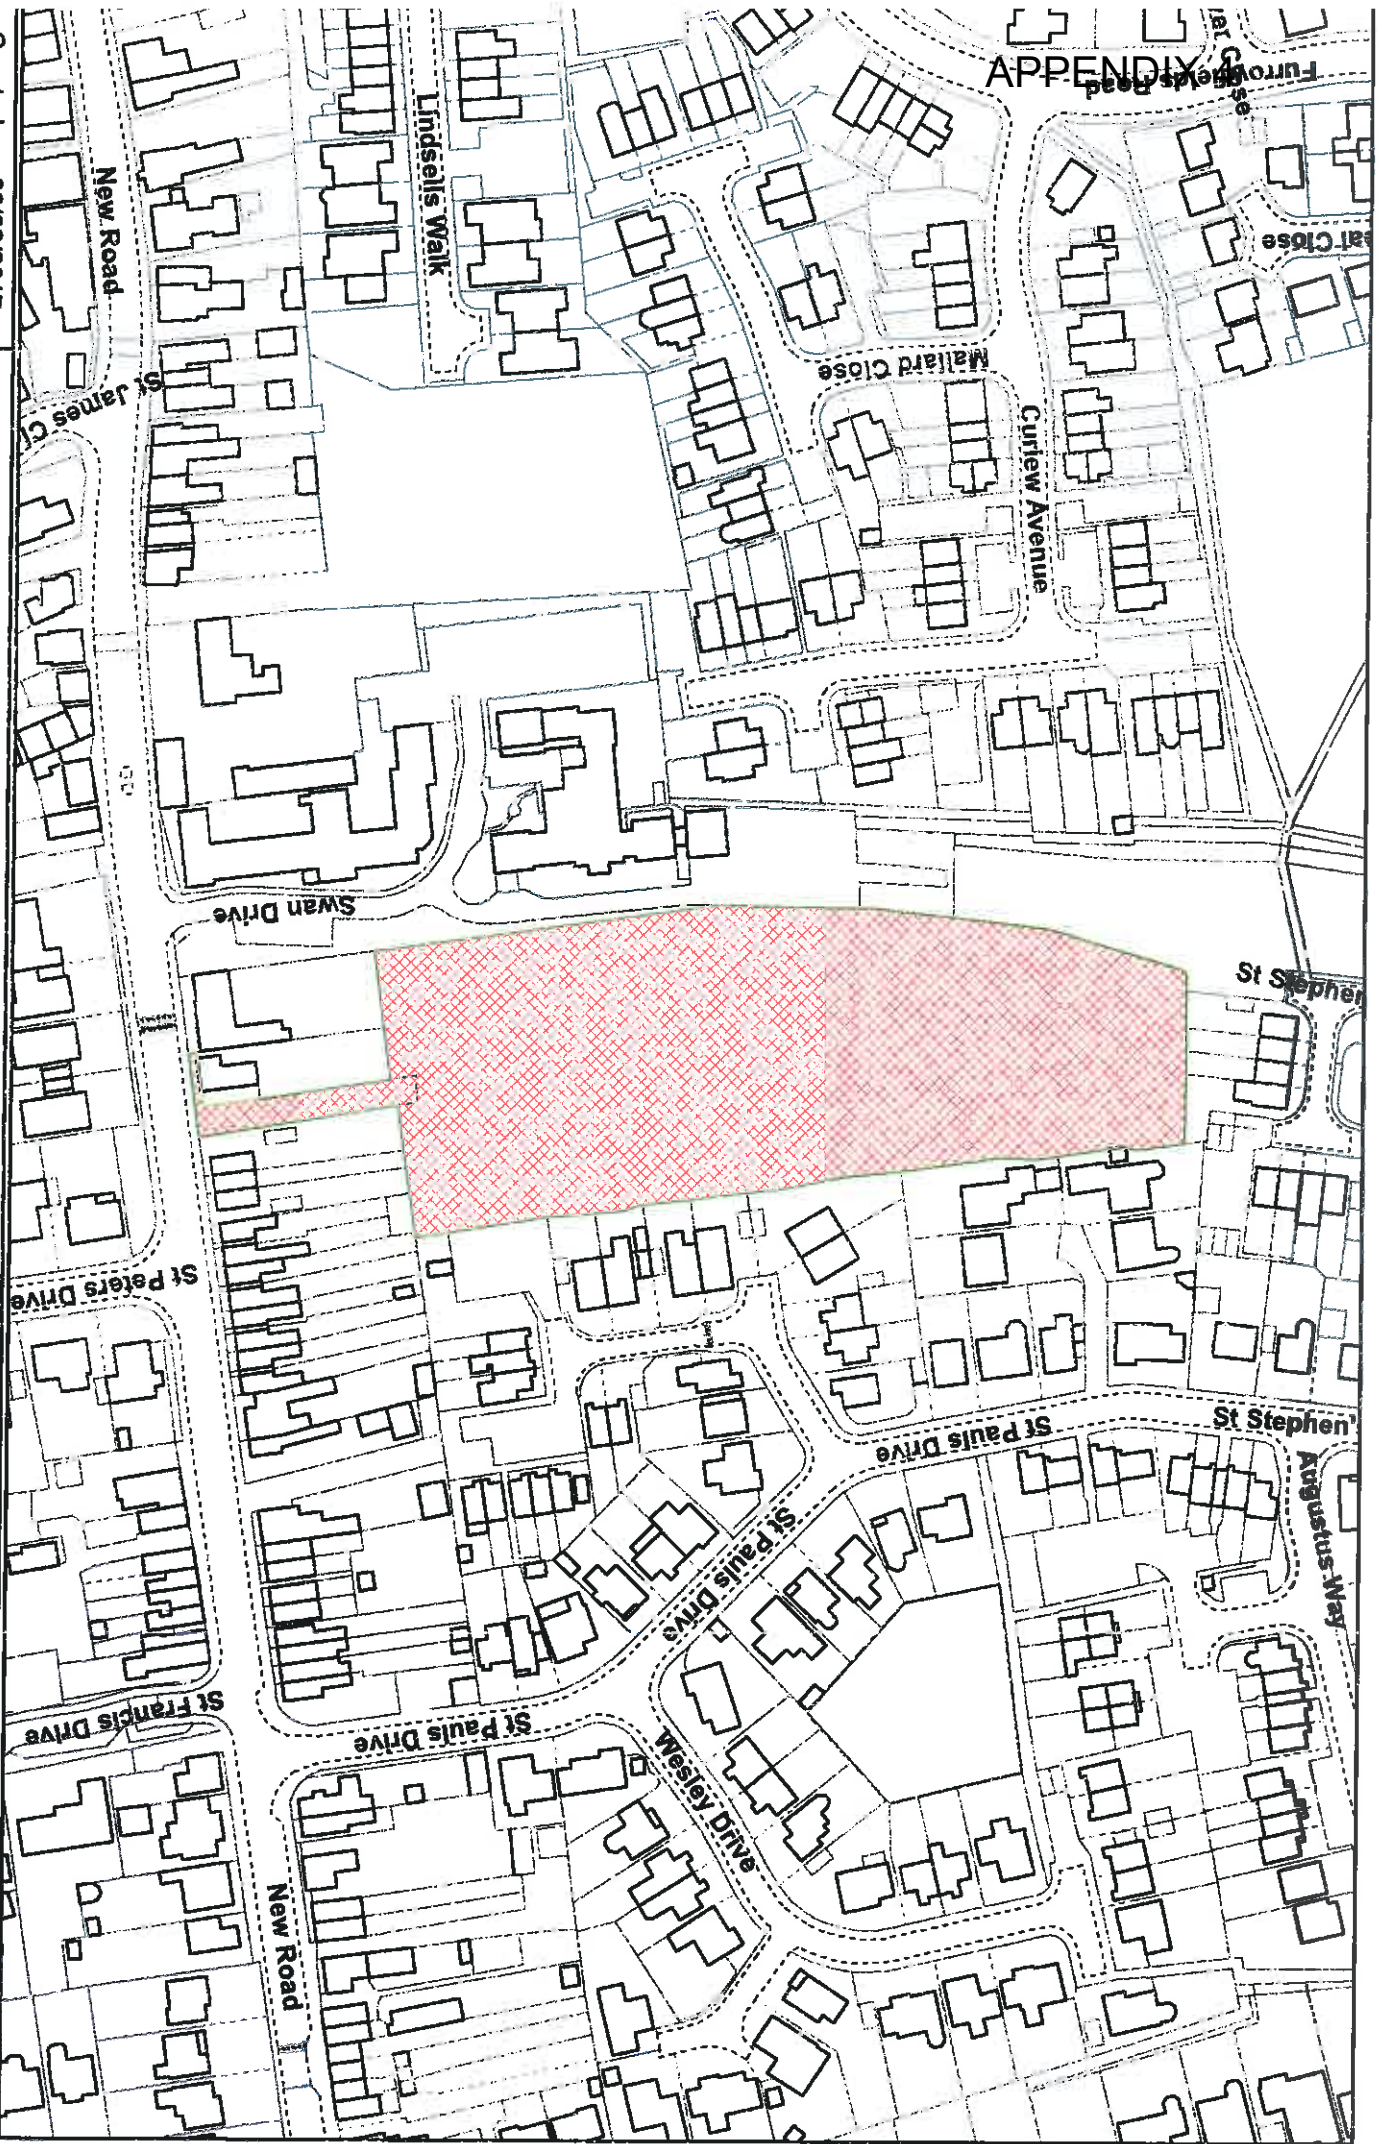 APPENDIX 4
Furrowfields Road
Lindsells Walk
New Road
Mallard Close
St James Cl
Curlew Avenue
Swan Drive
St Stephen
St Peters Drive
St Pauls Drive
St Stephen'
Augustus Way
St Pauls Drive
St Francis Drive
St Pauls Drive
Wesley Drive
New Road